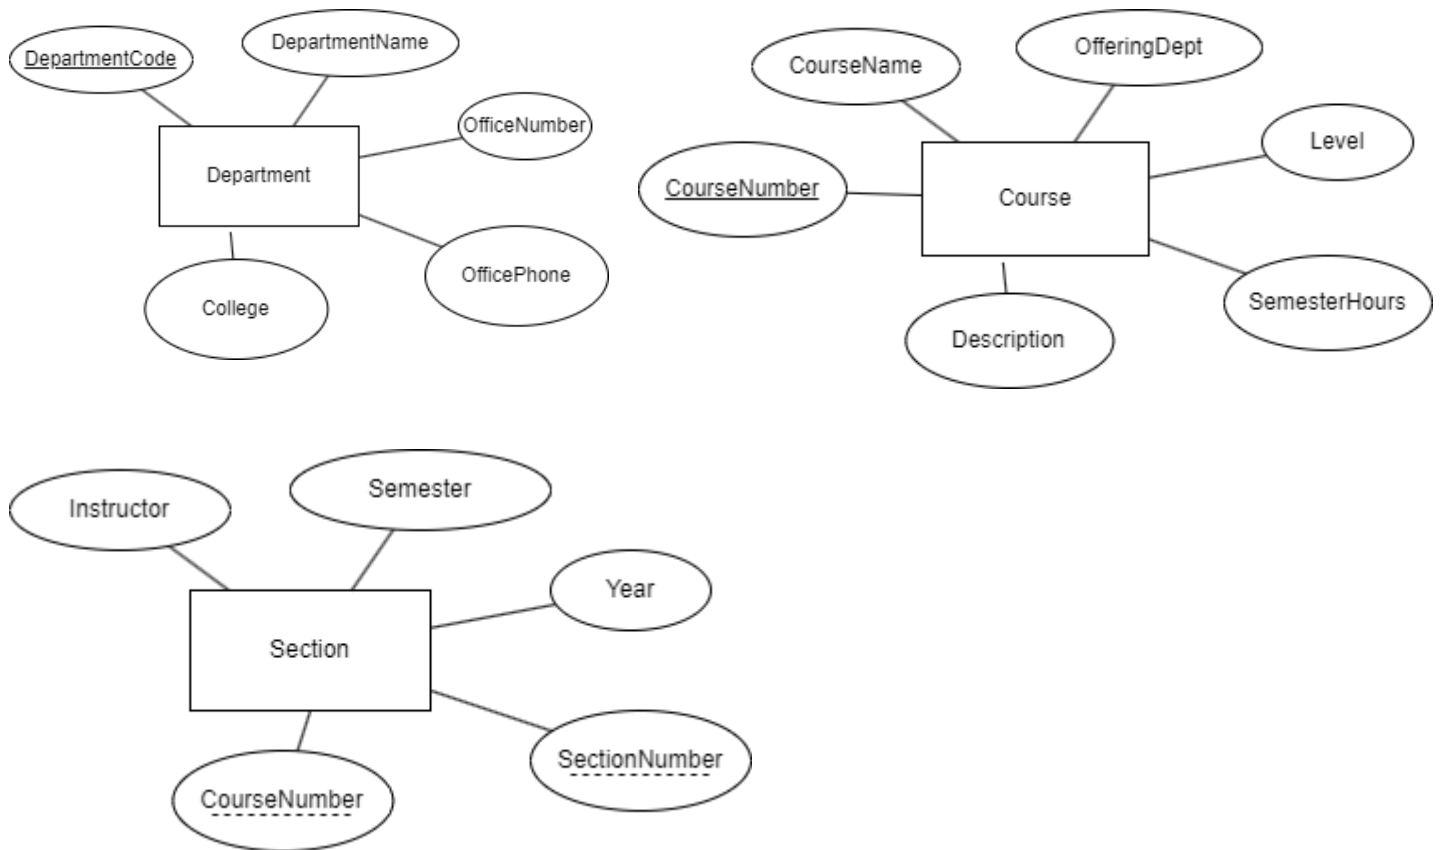 DepartmentCode
DepartmentName
OfficeNumber
Department
OfficePhone
College
CourseName
OfferingDept
Level
CourseNumber
Course
SemesterHours
Description
Instructor
Semester
Year
Section
SectionNumber
CourseNumber